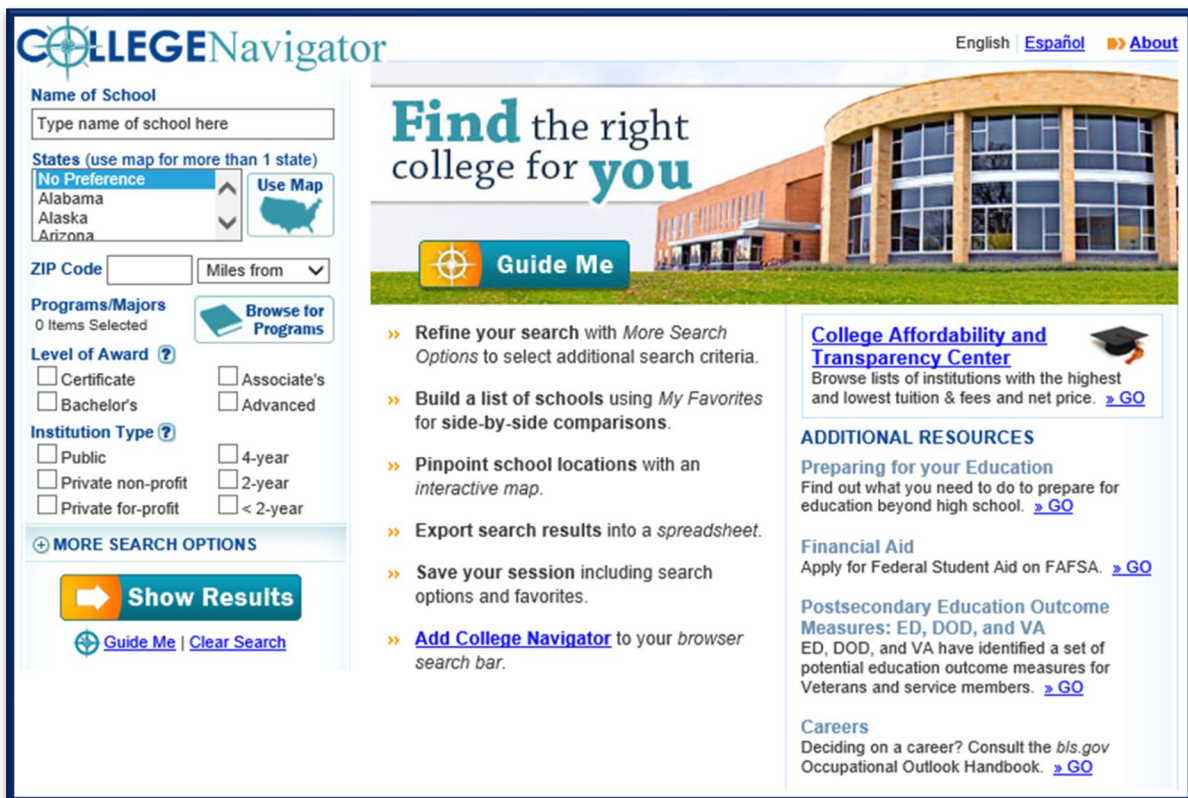 COLLEGENavigator
English | Español About
Name of School
Type name of school here
States (use map for more than 1 state)
No Preference
Alabama
Alaska
Arizona
Use Map
ZIP Code Miles from
Programs/Majors
0 Items Selected
Browse for
Programs
Level of Award ?
Certificate Associate's
Bachelor's Advanced
Institution Type ?
Public 4-year
Private non-profit 2-year
Private for-profit < 2-year
MORE SEARCH OPTIONS
Show Results
Guide Me | Clear Search
Find the right
college for you
Guide Me
» Refine your search with More Search
Options to select additional search criteria.
» Build a list of schools using My Favorites
for side-by-side comparisons.
» Pinpoint school locations with an
interactive map.
» Export search results into a spreadsheet.
» Save your session including search
options and favorites.
» Add College Navigator to your browser
search bar.
College Affordability and
Transparency Center
Browse lists of institutions with the highest
and lowest tuition & fees and net price. » GO
ADDITIONAL RESOURCES
Preparing for your Education
Find out what you need to do to prepare for
education beyond high school. » GO
Financial Aid
Apply for Federal Student Aid on FAFSA. » GO
Postsecondary Education Outcome
Measures: ED, DOD, and VA
ED, DOD, and VA have identified a set of
potential education outcome measures for
Veterans and service members. » GO
Careers
Deciding on a career? Consult the bls.gov
Occupational Outlook Handbook. » GO